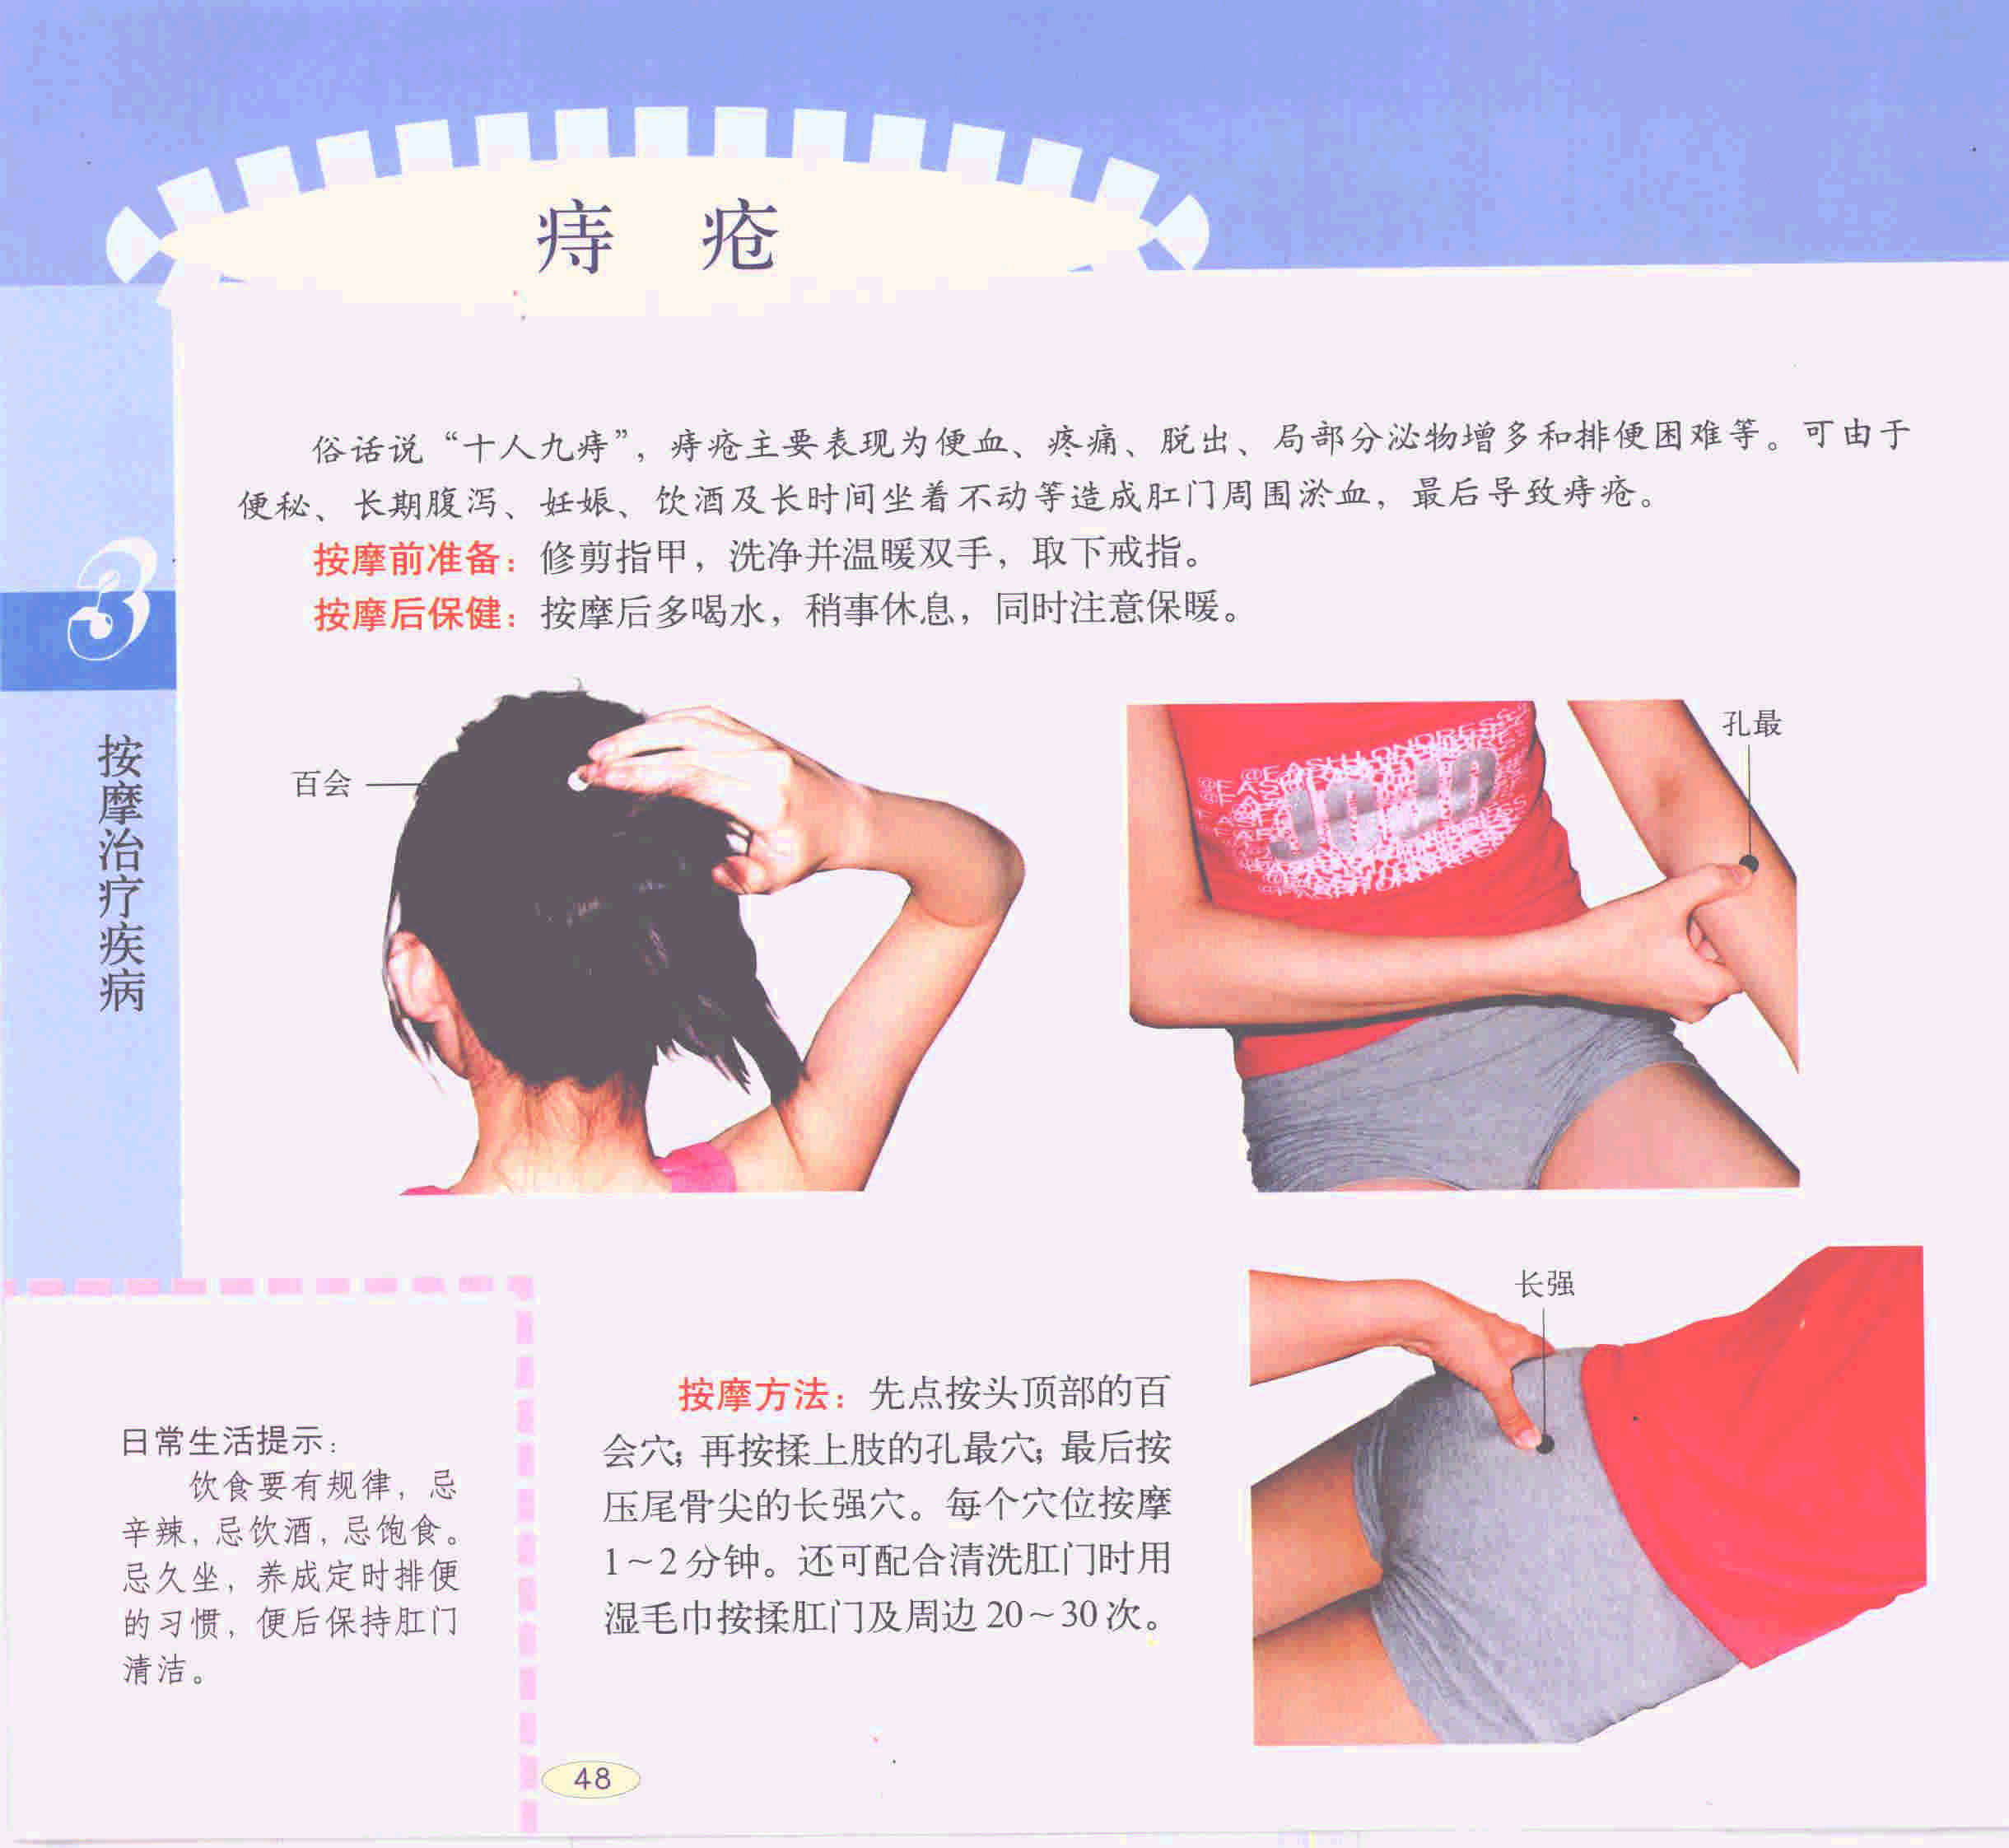 痔 疮
俗话说“十人九痔”，痔疮主要表现为便血、疼痛、脱出、局部分泌物增多和排便困难等。可由于
便秘、长期腹泻、妊娠、饮酒及长时间坐着不动等造成肛门周围淤血，最后导致痔疮。
按摩前准备：修剪指甲，洗净并温暖双手，取下戒指。
按摩后保健：按摩后多喝水，稍事休息，同时注意保暖。
3
按摩治疗疾病
百会
孔最
长强
按摩方法：先点按头顶部的百
会穴；再按揉上肢的孔最穴；最后按
压尾骨尖的长强穴。每个穴位按摩
1～2分钟。还可配合清洗肛门时用
湿毛巾按揉肛门及周边20～30次。
日常生活提示：
饮食要有规律，忌
辛辣，忌饮酒，忌饱食。
忌久坐，养成定时排便
的习惯，便后保持肛门
清洁。
48